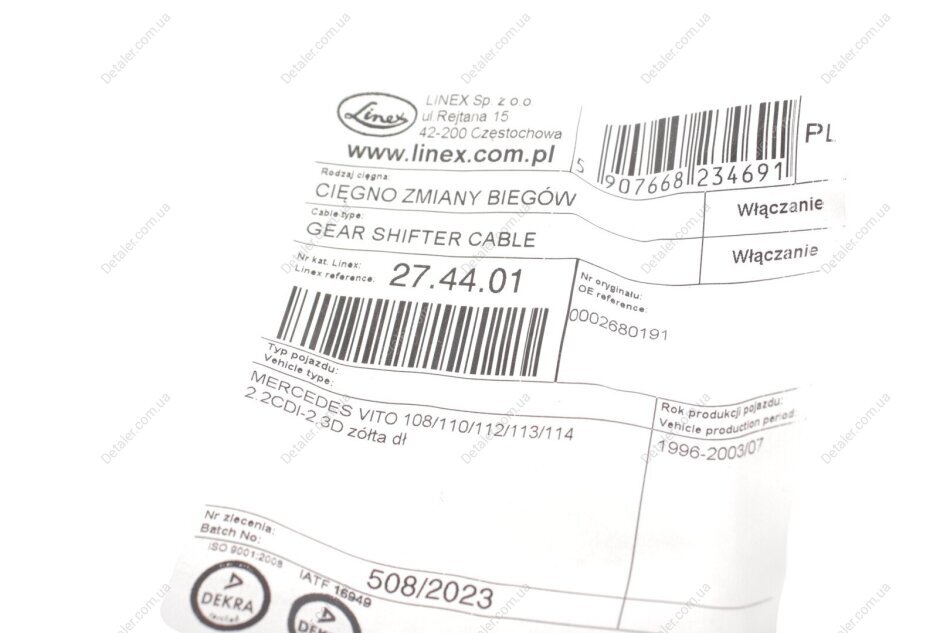 Detaler.com.ua
Linex
LINEX Sp. z o.o.
ul.Rejtana 15
42-200 Częstochowa
www.linex.com.pl
5 907668 234691
PL
Rodzaj cięgna:
CIĘGNO ZMIANY BIEGÓW
Włączanie
Cable type:
GEAR SHIFTER CABLE
Włączanie
Nr kat. Linex:
Linex reference:
27.44.01
Nr oryginału:
OE reference:
0002680191
Typ pojazdu:
Vehicle type:
MERCEDES VITO 108/110/112/113/114
2.2CDI-2.3D zółta dł
Rok produkcji pojazdu:
Vehicle production period:
1996-2003/07
Nr zlecenia:
Batch No:
508/2023
ISO 9001:2008
IATF 16949
DEKRA